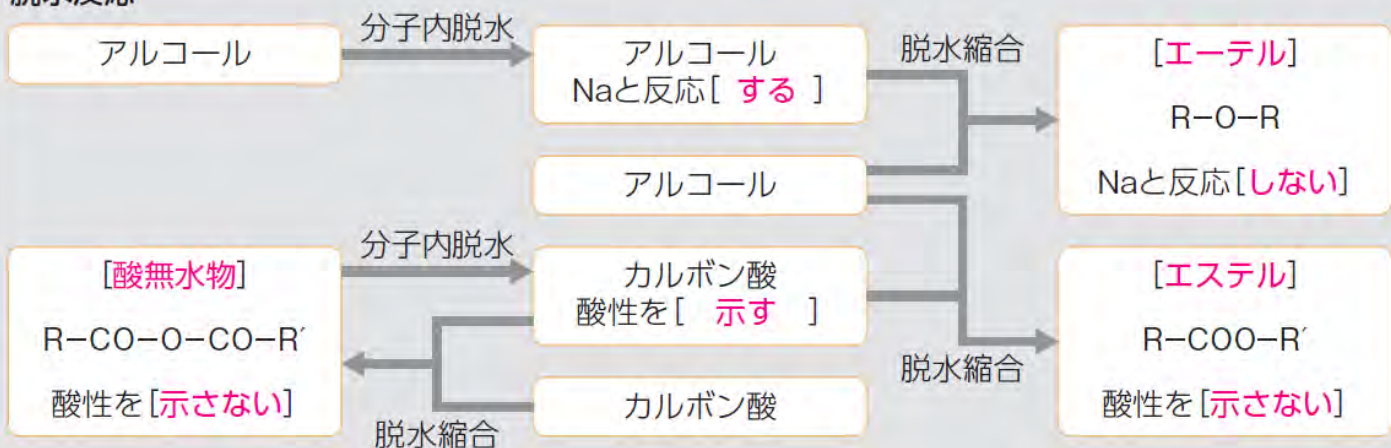 脱水反応
アルコール
分子内脱水
アルコール
Naと反応[ する ]
脱水縮合
[エーテル]
R−O−R
Naと反応[しない]
アルコール
[酸無水物]
R−CO−O−CO−R′
酸性を[示さない]
分子内脱水
カルボン酸
酸性を[ 示す ]
[エステル]
R−COO−R′
酸性を[示さない]
脱水縮合
カルボン酸
脱水縮合